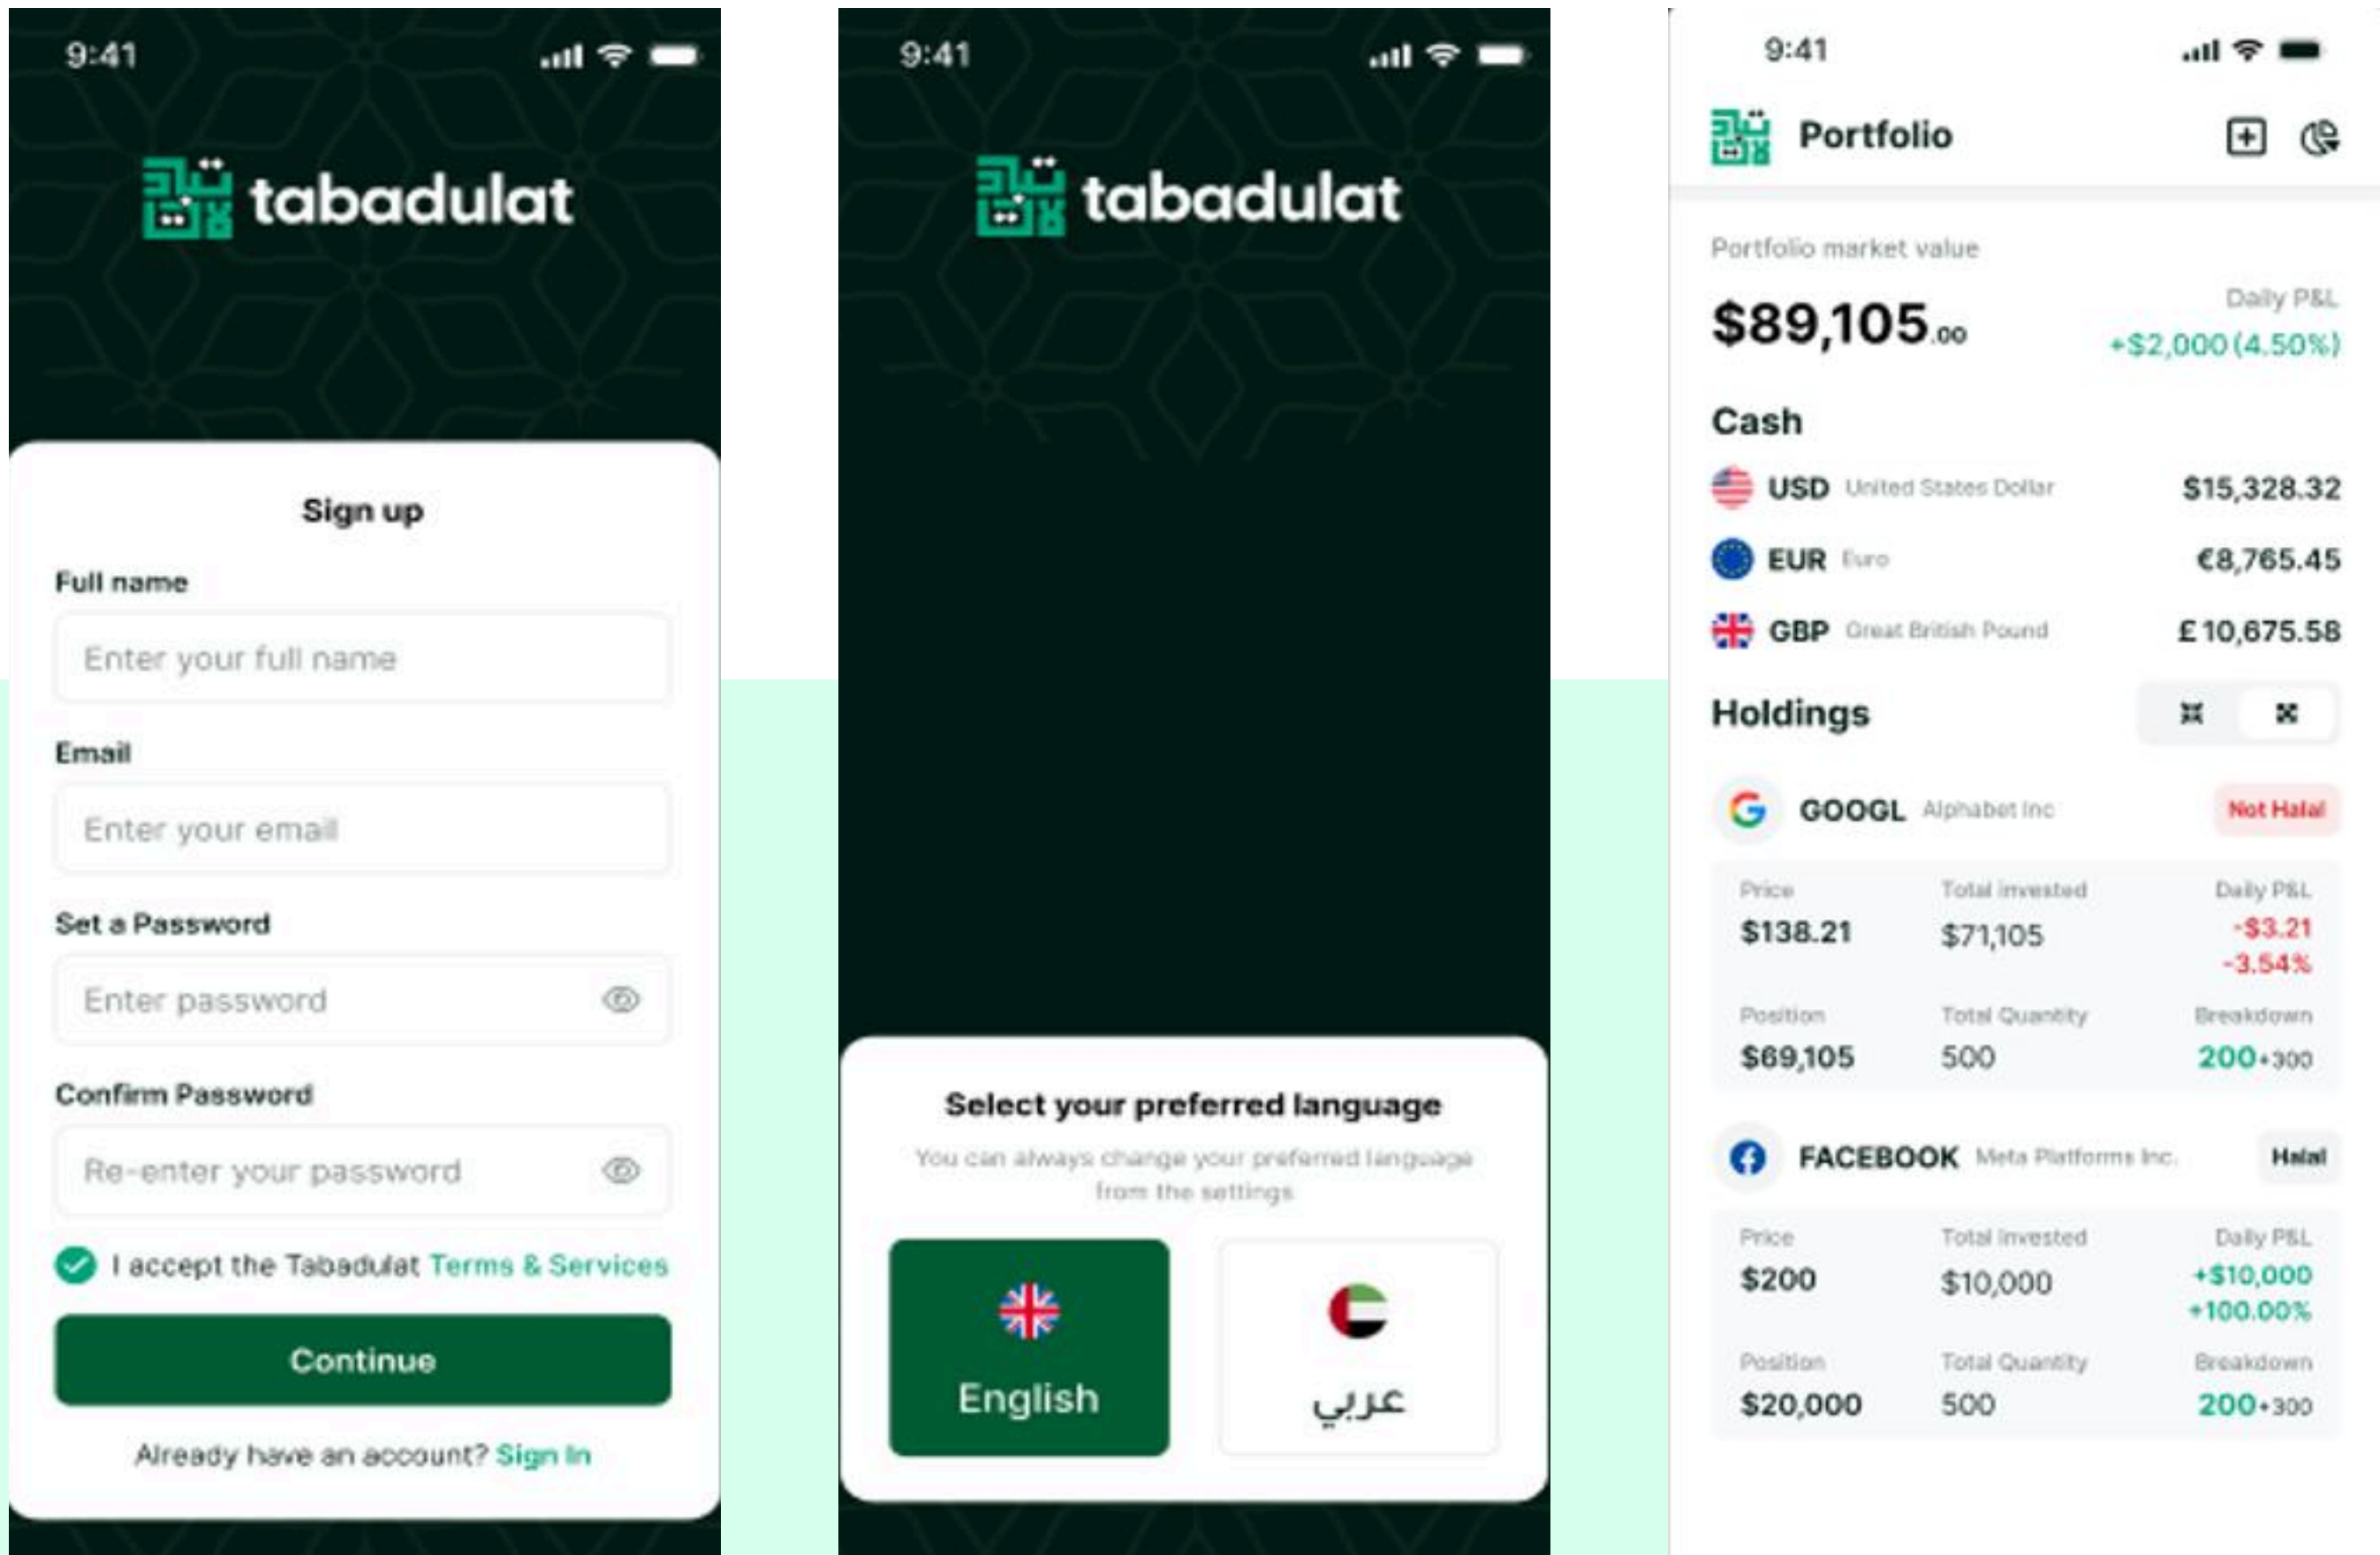 9:41
تبادلات
tabadulat
Sign up
Full name
Enter your full name
Email
Enter your email
Set a Password
Enter password
Confirm Password
Re-enter your password
I accept the Tabadulat Terms & Services
Continue
Already have an account? Sign In
9:41
تبادلات
tabadulat
Select your preferred language
You can always change your preferred language
from the settings
English
عربي
9:41
تبادلات
Portfolio
Portfolio market value
Daily P&L
$89,105.00
+$2,000 (4.50%)
Cash
USD United States Dollar $15,328.32
EUR Euro €8,765.45
GBP Great British Pound £10,675.58
Holdings
GOOGL Alphabet Inc Not Halal
Price Total invested Daily P&L
$138.21 $71,105 -$3.21
-3.54%
Position Total Quantity Breakdown
$69,105 500 200+300
FACEBOOK Meta Platforms Inc. Halal
Price Total invested Daily P&L
$200 $10,000 +$10,000
+100.00%
Position Total Quantity Breakdown
$20,000 500 200+300